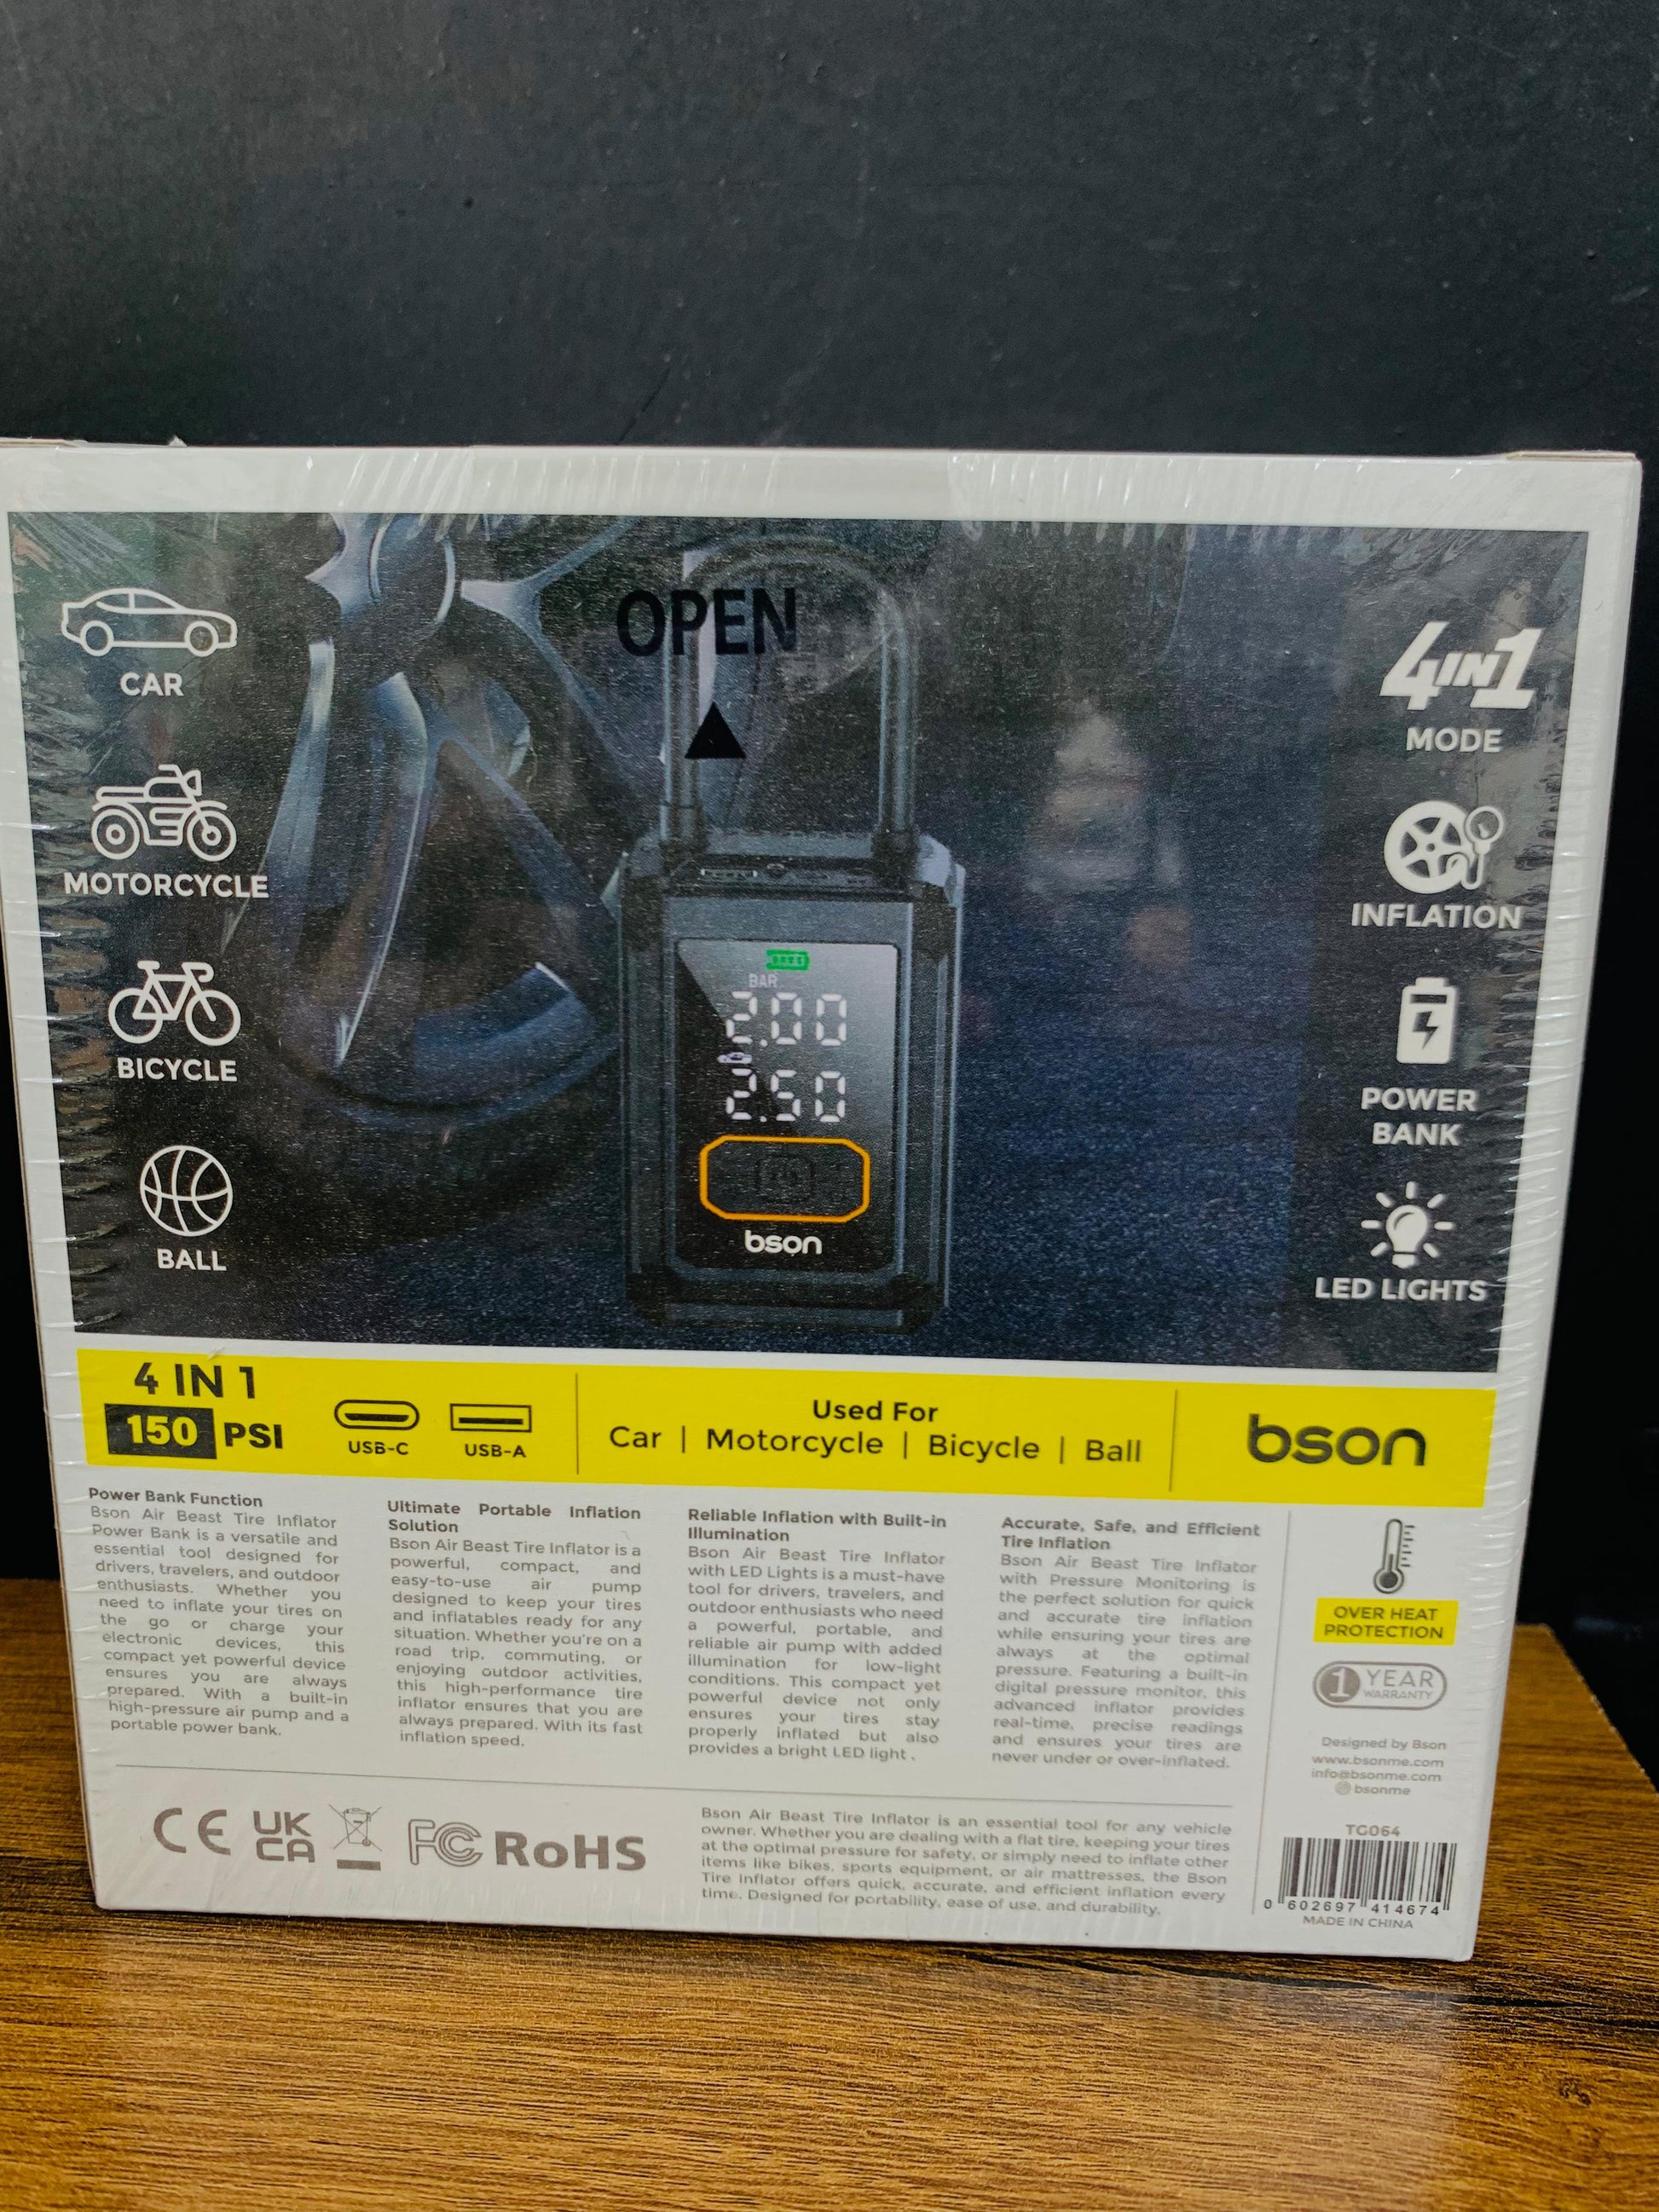 OPEN
CAR
MOTORCYCLE
BICYCLE
BALL
4IN1
MODE
INFLATION
POWER
BANK
LED LIGHTS
BAR
2.00
2.50
bson
4 IN 1
150 PSI
USB-C
USB-A
Used For
Car | Motorcycle | Bicycle | Ball
bson
Power Bank Function
Bson Air Beast Tire Inflator
Power Bank is a versatile and
essential tool designed for
drivers, travelers, and outdoor
enthusiasts. Whether you
need to inflate your tires on
the go or charge your
electronic devices, this
compact yet powerful device
ensures you are always
prepared. With a built-in
high-pressure air pump and a
portable power bank.
Ultimate Portable Inflation
Solution
Bson Air Beast Tire Inflator is a
powerful, compact, and
easy-to-use air pump
designed to keep your tires
and inflatables ready for any
situation. Whether you're on a
road trip, commuting, or
enjoying outdoor activities,
this high-performance tire
inflator ensures that you are
always prepared. With its fast
inflation speed.
Reliable Inflation with Built-in
Illumination
Bson Air Beast Tire Inflator
with LED Lights is a must-have
tool for drivers, travelers, and
outdoor enthusiasts who need
a powerful, portable, and
reliable air pump with added
illumination for low-light
conditions. This compact yet
powerful device not only
ensures your tires stay
properly inflated but also
provides a bright LED light .
Accurate, Safe, and Efficient
Tire Inflation
Bson Air Beast Tire Inflator
with Pressure Monitoring is
the perfect solution for quick
and accurate tire inflation
while ensuring your tires are
always at the optimal
pressure. Featuring a built-in
digital pressure monitor, this
advanced inflator provides
real-time, precise readings
and ensures your tires are
never under or over-inflated.
OVER HEAT
PROTECTION
1 YEAR
WARRANTY
Designed by Bson
www.bsonme.com
info@bsonme.com
bsonme
CE UK
CA FC RoHS
Bson Air Beast Tire Inflator is an essential tool for any vehicle
owner. Whether you are dealing with a flat tire, keeping your tires
at the optimal pressure for safety, or simply need to inflate other
items like bikes, sports equipment, or air mattresses, the Bson
Tire Inflator offers quick, accurate, and efficient inflation every
time. Designed for portability, ease of use, and durability.
TG064
0 602697 414674
MADE IN CHINA